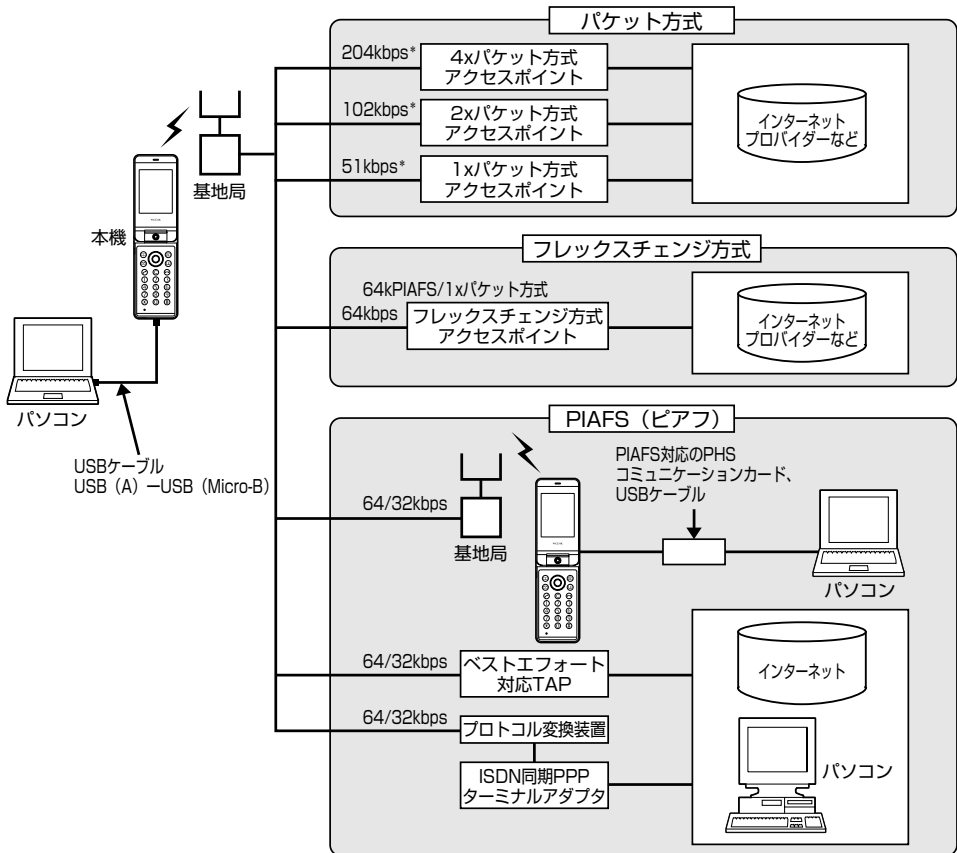 パケット方式
204kbps*
4xパケット方式
アクセスポイント
102kbps*
2xパケット方式
アクセスポイント
51kbps*
1xパケット方式
アクセスポイント
インターネット
プロバイダーなど
基地局
本機
パソコン
USBケーブル
USB（A）ーUSB（Micro-B）
フレックスチェンジ方式
64kPIAFS/1xパケット方式
64kbps
フレックスチェンジ方式
アクセスポイント
インターネット
プロバイダーなど
PIAFS（ピアフ）
PIAFS対応のPHS
コミュニケーションカード、
USBケーブル
64/32kbps
基地局
パソコン
64/32kbps
ベストエフォート
対応TAP
インターネット
64/32kbps
プロトコル変換装置
ISDN同期PPP
ターミナルアダプタ
パソコン